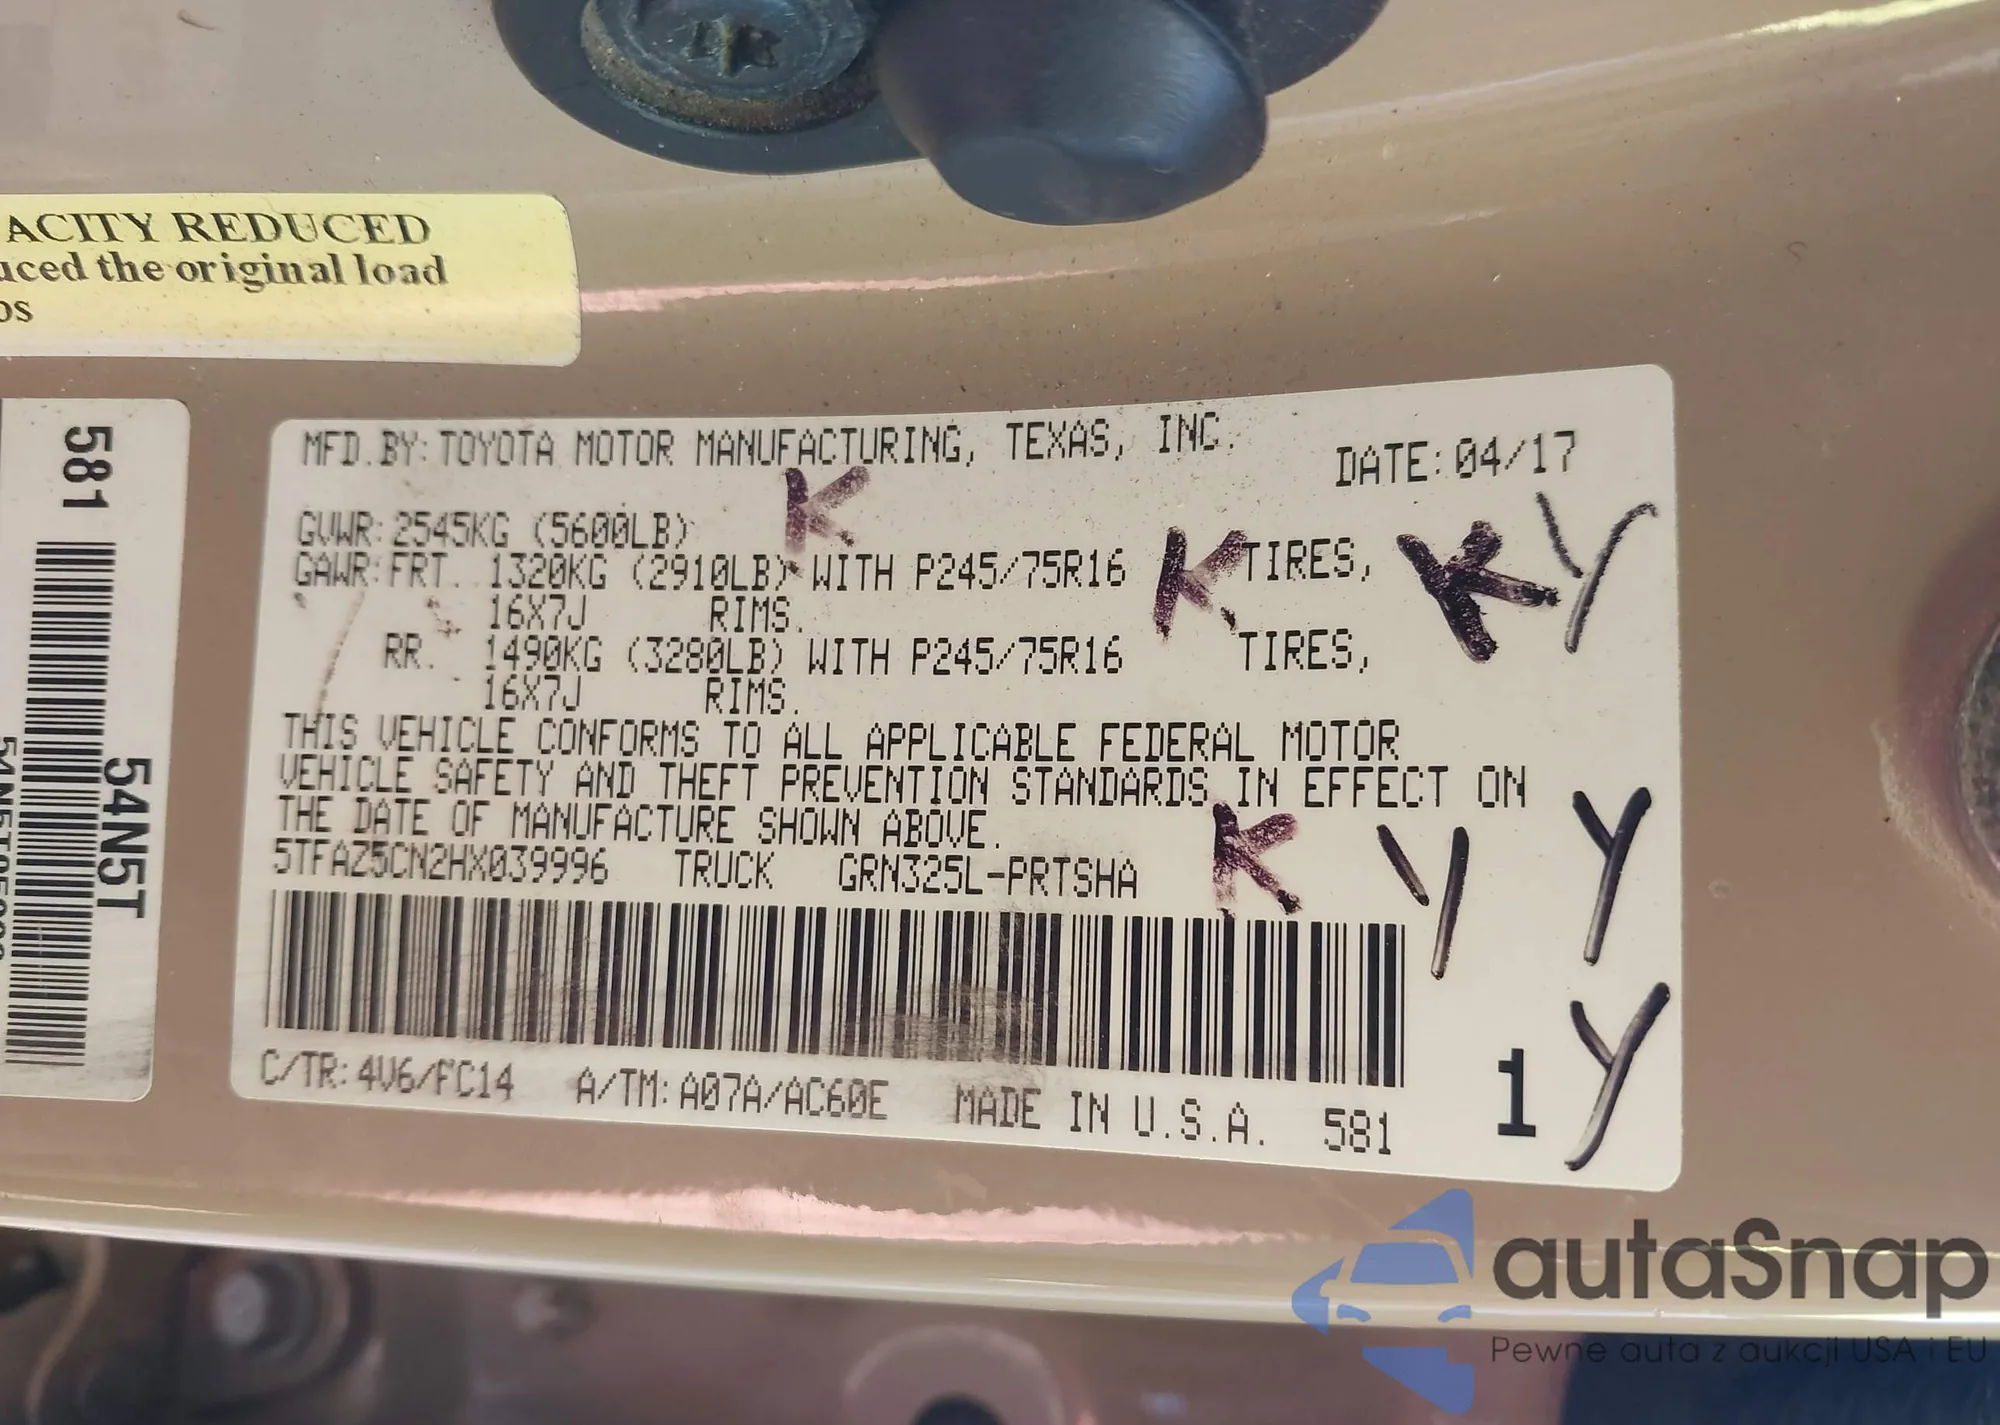 ACITY REDUCED
uced the original load
os
581
54N5T
MFD.BY: TOYOTA MOTOR MANUFACTURING, TEXAS, INC.
DATE: 04/17
GVWR: 2545KG (5600LB)
K
GAWR: FRT. 1320KG (2910LB) WITH P245/75R16 TIRES,
K
K
Y
16X7J RIMS.
RR. 1490KG (3280LB) WITH P245/75R16 TIRES,
16X7J RIMS.
THIS VEHICLE CONFORMS TO ALL APPLICABLE FEDERAL MOTOR
VEHICLE SAFETY AND THEFT PREVENTION STANDARDS IN EFFECT ON
THE DATE OF MANUFACTURE SHOWN ABOVE.
K
Y
Y
5TFAZ5CN2HX039996 TRUCK GRN325L-PRTSHA
C/TR: 4V6/FC14 A/TM: A07A/AC60E MADE IN U.S.A. 581
1
Y
autaSnap
Pewne auta z aukcji USA i EU